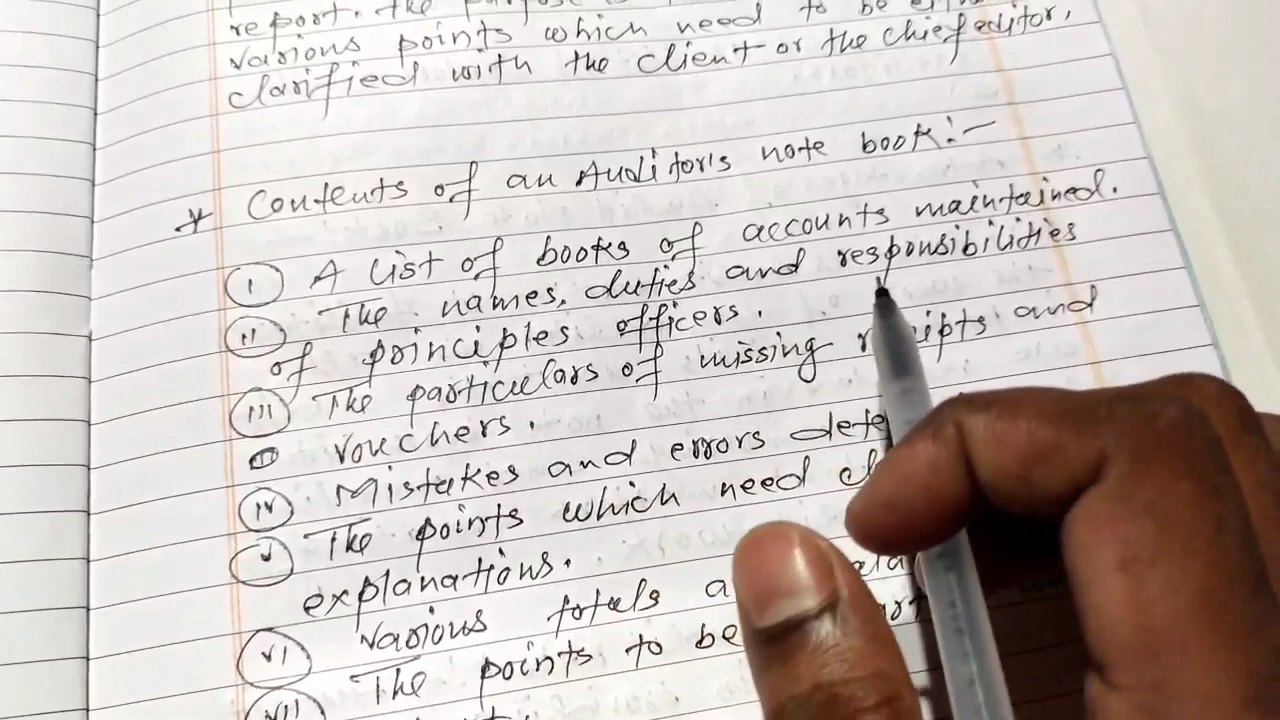 report. The purpose is
various points which need to be
clarified with the client or the chief editor,
* Contents of an Auditor's note book:-
(I) A list of books of accounts maintained.
(II) The names, duties and responsibilities
of principles officers.
(III) The particulars of missing and
vouchers.
(IV) Mistakes and errors
(V) The points which need
explanations.
(VI) Various totals
(VII) The points to be